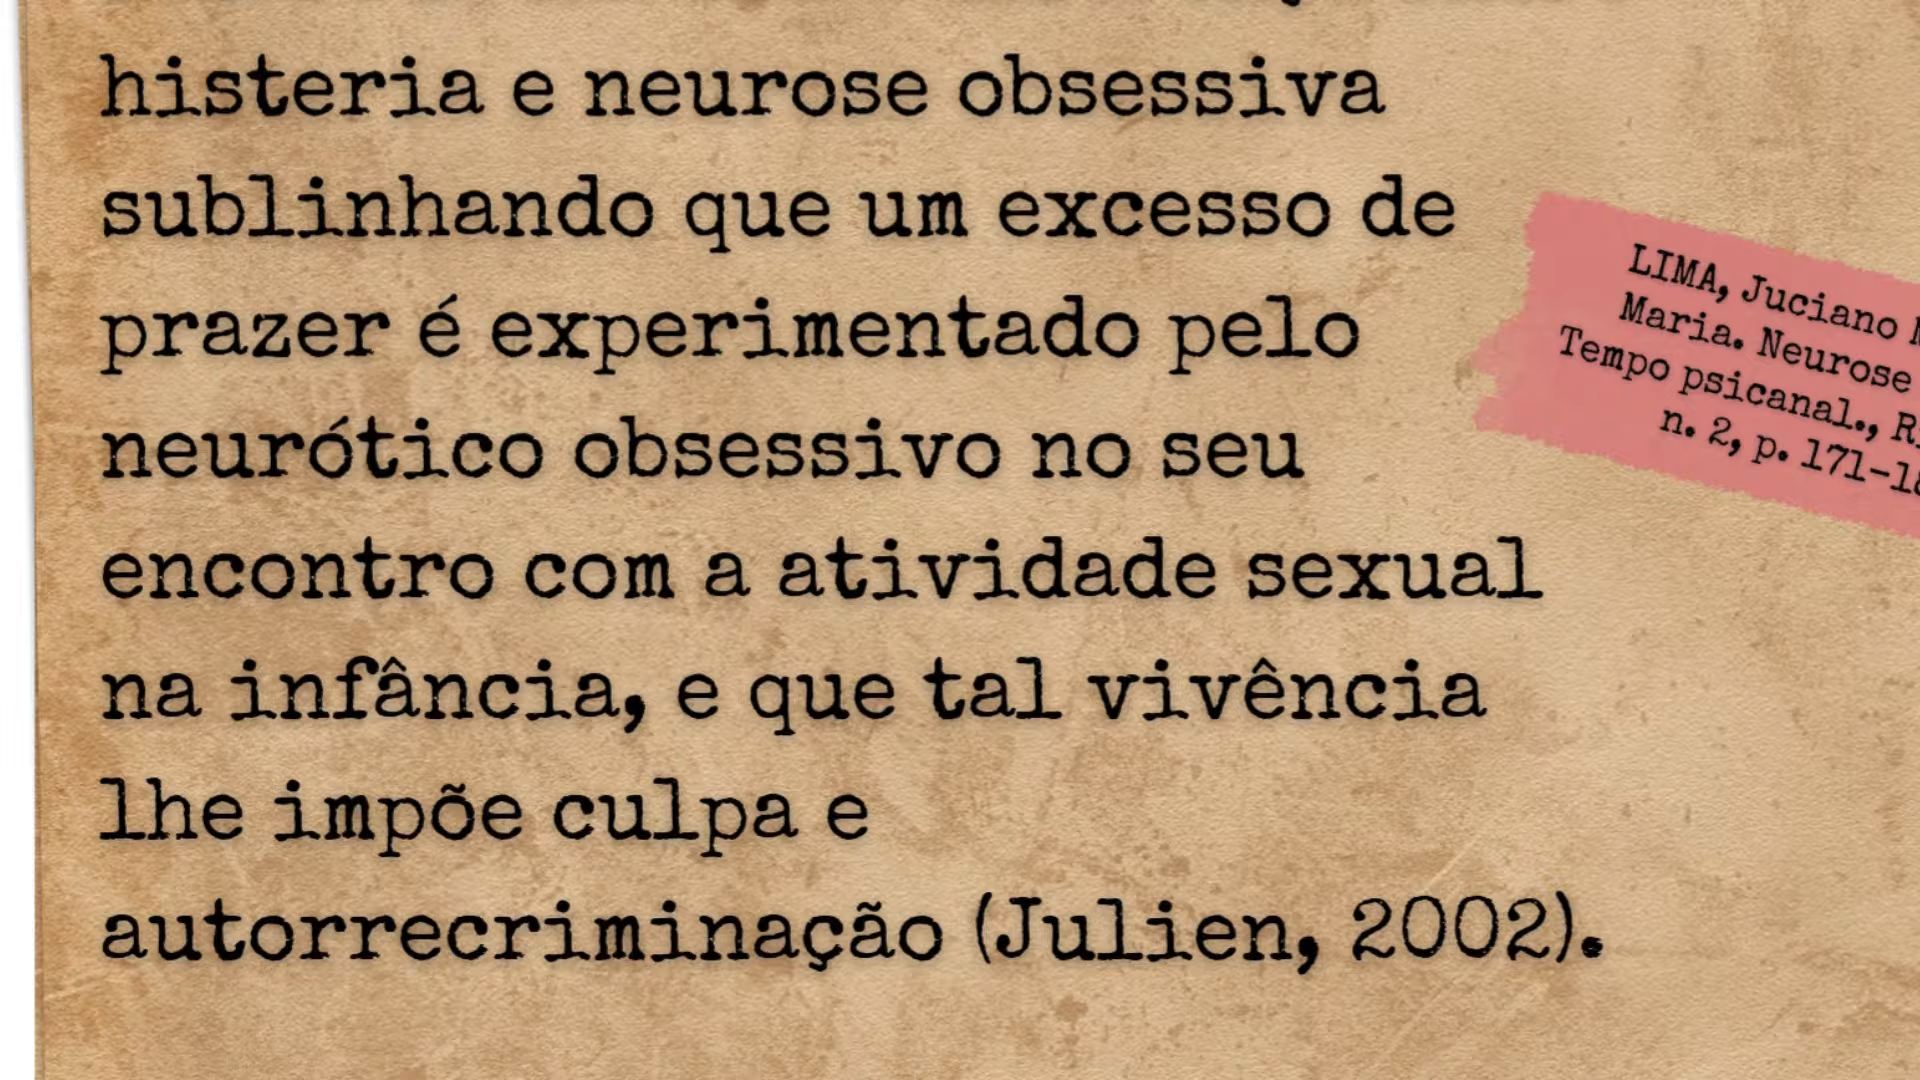 histeria e neurose obsessiva
sublinhando que um excesso de
prazer é experimentado pelo
neurótico obsessivo no seu
encontro com a atividade sexual
na infância, e que tal vivência
lhe impõe culpa e
autorrecriminação (Julien, 2002).
LIMA, Juciano
Maria. Neurose
Tempo psicanal.,
n. 2, p.